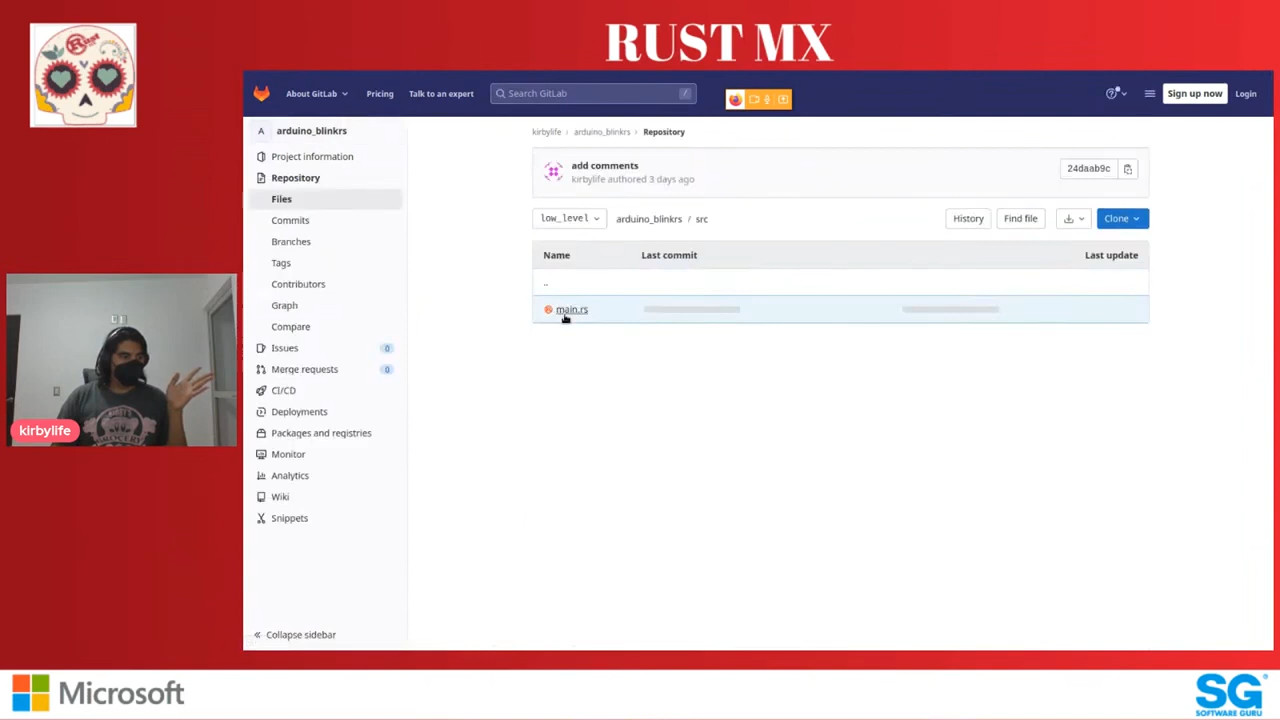 RUST MX
Rust
About GitLab
Pricing
Talk to an expert
Search GitLab
/
Sign up now
Login
A arduino_blinkrs
Project information
Repository
Files
Commits
Branches
Tags
Contributors
Graph
Compare
Issues 0
Merge requests 0
CI/CD
Deployments
Packages and registries
Monitor
Analytics
Wiki
Snippets
Collapse sidebar
kirbylife › arduino_blinkrs › Repository
add comments
kirbylife authored 3 days ago
24daab9c
low_level
arduino_blinkrs / src
History
Find file
Clone
Name Last commit Last update
..
main.rs
kirbylife
Microsoft
SG
SOFTWARE GURU